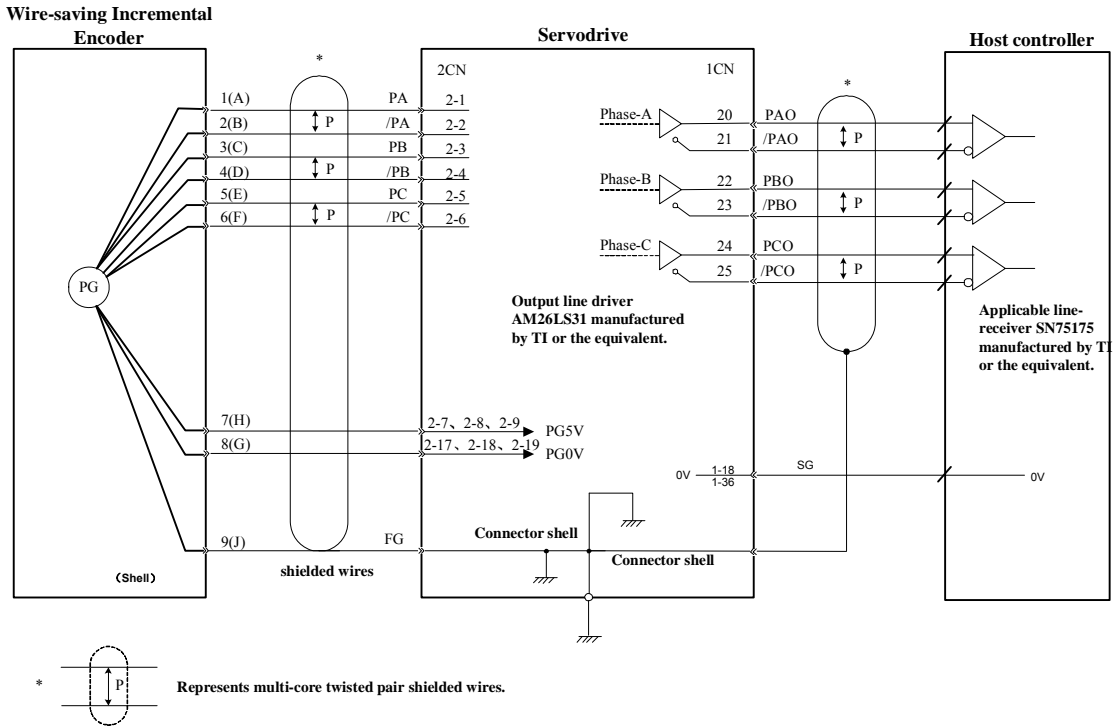 Wire-saving Incremental
Encoder
Servodrive
Host controller
*
2CN
1CN
*
1(A) PA 2-1
P
2(B) /PA 2-2
3(C) PB 2-3
P
4(D) /PB 2-4
5(E) PC 2-5
P
6(F) /PC 2-6
Phase-A 20 PAO
P
21 /PAO
Phase-B 22 PBO
P
23 /PBO
Phase-C 24 PCO
P
25 /PCO
PG
Output line driver
AM26LS31 manufactured
by TI or the equivalent.
Applicable line-
receiver SN75175
manufactured by TI
or the equivalent.
7(H) 2-7、2-8、2-9 PG5V
8(G) 2-17、2-18、2-19 PG0V
0V 1-18 SG 0V
1-36
9(J) FG
Connector shell
Connector shell
shielded wires
(Shell)
* P Represents multi-core twisted pair shielded wires.